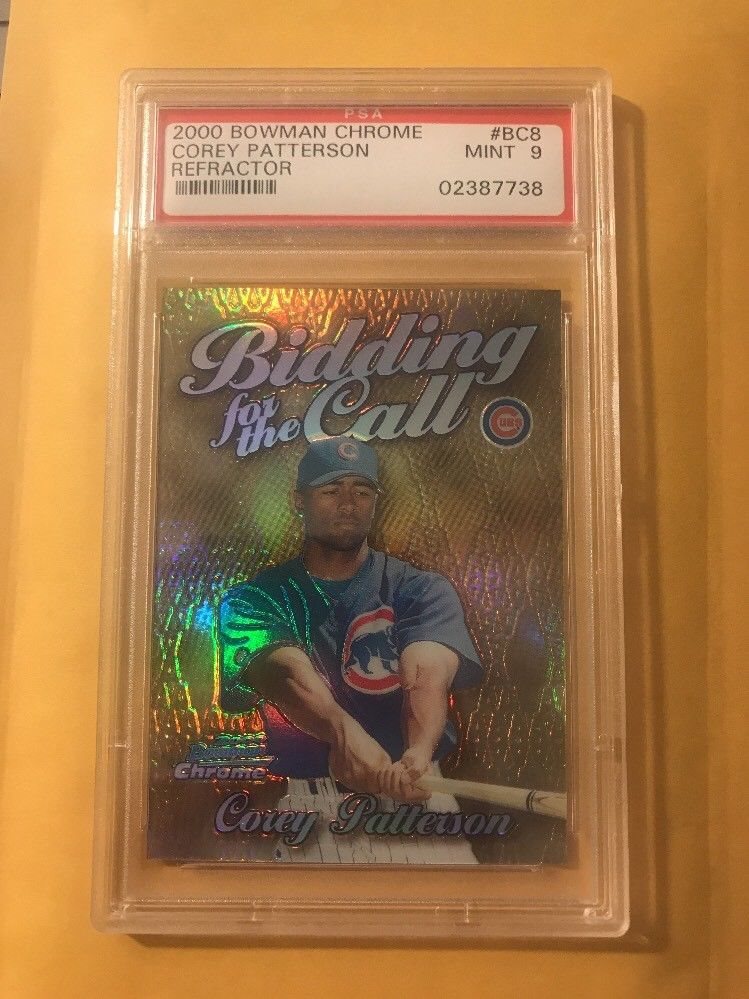 PSA
2000 BOWMAN CHROME #BC8
COREY PATTERSON MINT 9
REFRACTOR
02387738
Bidding
for the Call
CUBS
C
Bowman
Chrome
Corey Patterson